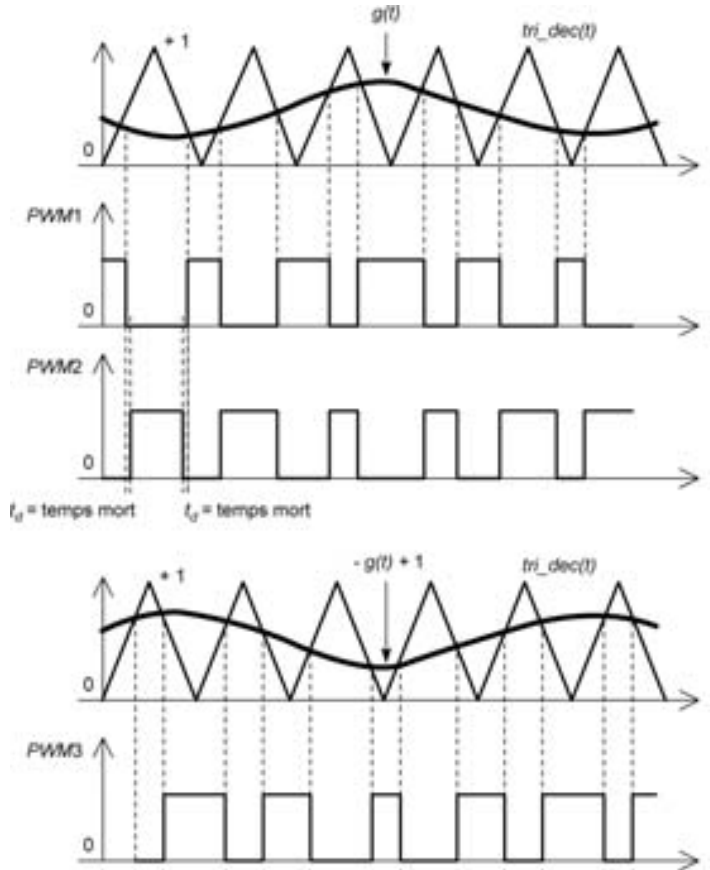 g(t)
+ 1
tri_dec(t)
0
PWM1
0
PWM2
0
t_d = temps mort
t_d = temps mort
- g(t) + 1
+ 1
tri_dec(t)
0
PWM3
0